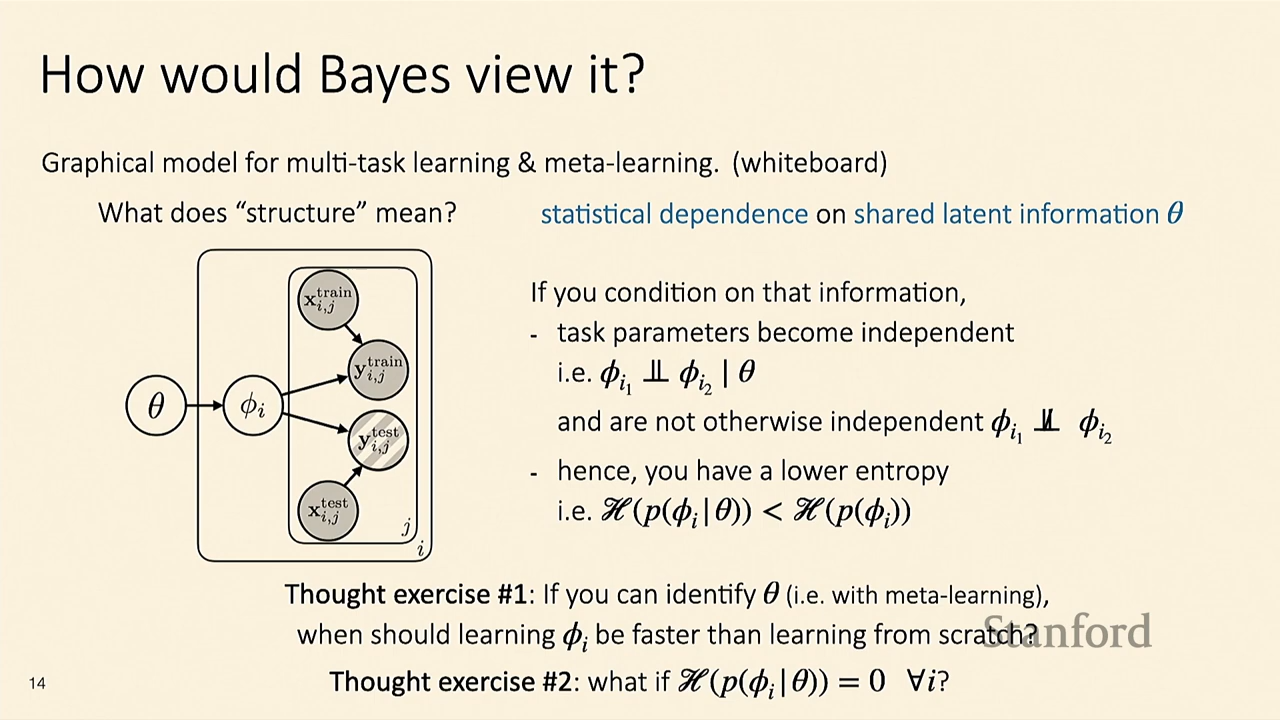 How would Bayes view it?
Graphical model for multi-task learning & meta-learning. (whiteboard)
What does “structure” mean?
statistical dependence on shared latent information θ
x^train_{i,j}
y^train_{i,j}
θ
ϕ_i
y^test_{i,j}
x^test_{i,j}
j
i
If you condition on that information,
- task parameters become independent
i.e. ϕ_{i_1} ⫫ ϕ_{i_2} | θ
and are not otherwise independent ϕ_{i_1} ⫫̸ ϕ_{i_2}
- hence, you have a lower entropy
i.e. ℋ(p(ϕ_i|θ)) < ℋ(p(ϕ_i))
Thought exercise #1: If you can identify θ (i.e. with meta-learning),
when should learning ϕ_i be faster than learning from scratch?
Stanford
Thought exercise #2: what if ℋ(p(ϕ_i|θ)) = 0 ∀i?
14